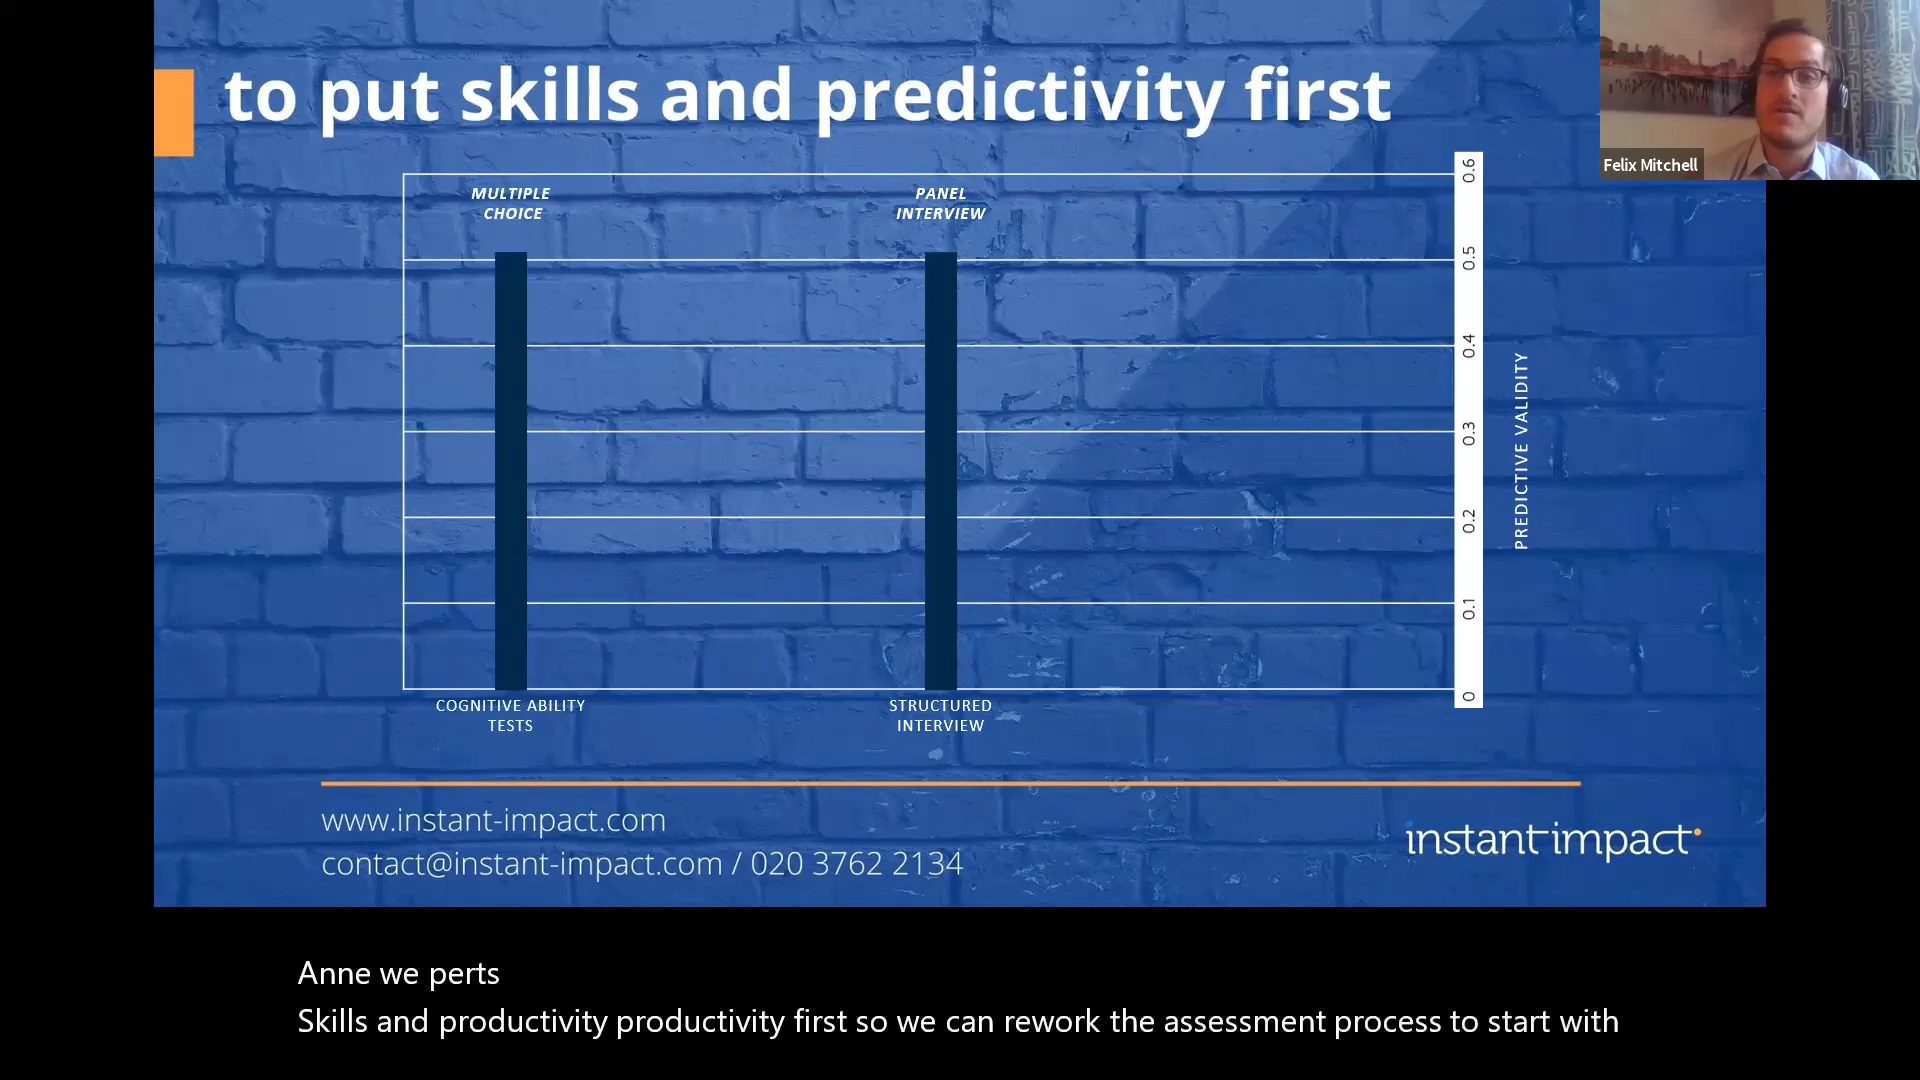 to put skills and predictivity first
Felix Mitchell
MULTIPLE
CHOICE
PANEL
INTERVIEW
0.6
0.5
0.4
0.3
0.2
0.1
0
PREDICTIVE VALIDITY
COGNITIVE ABILITY
TESTS
STRUCTURED
INTERVIEW
www.instant-impact.com
contact@instant-impact.com / 020 3762 2134
instant impact
Anne we perts
Skills and productivity productivity first so we can rework the assessment process to start with